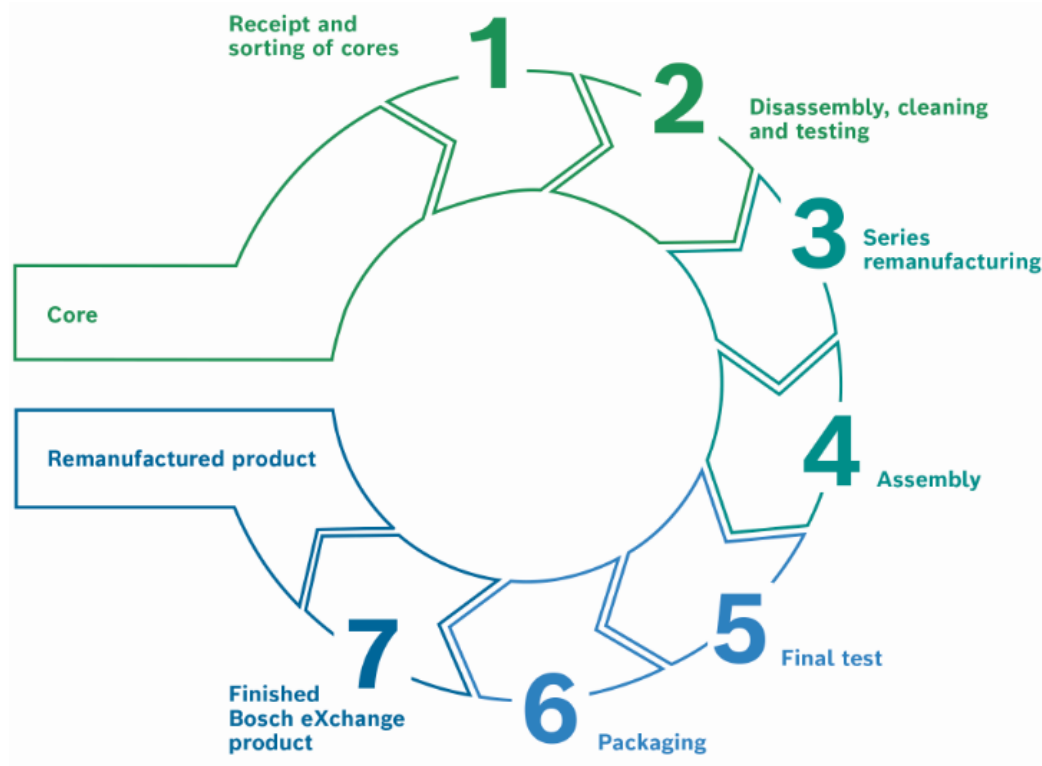 Receipt and
sorting of cores
1
2
Disassembly, cleaning
and testing
3
Series
remanufacturing
Core
4
Assembly
Remanufactured product
5
Final test
6
Packaging
7
Finished
Bosch eXchange
product